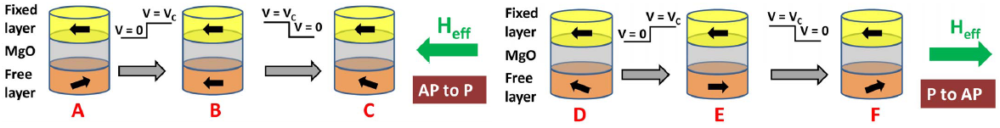 Fixed
layer
MgO
Free
layer
V = 0
V = V_C
V = V_C
V = 0
A
B
C
H_eff
AP to P
Fixed
layer
MgO
Free
layer
V = 0
V = V_C
V = V_C
V = 0
D
E
F
H_eff
P to AP